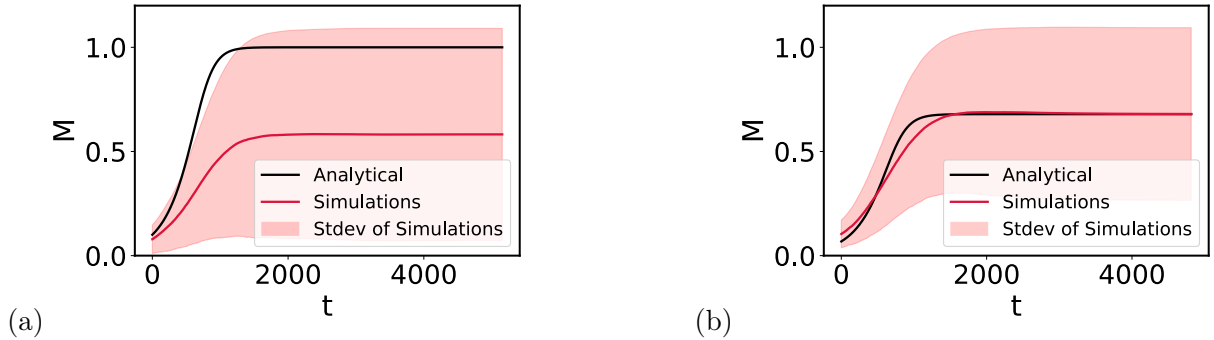 1.0
0.5
0.0
M
0
2000
4000
t
Analytical
Simulations
Stdev of Simulations
(a)
1.0
0.5
0.0
M
0
2000
4000
t
Analytical
Simulations
Stdev of Simulations
(b)